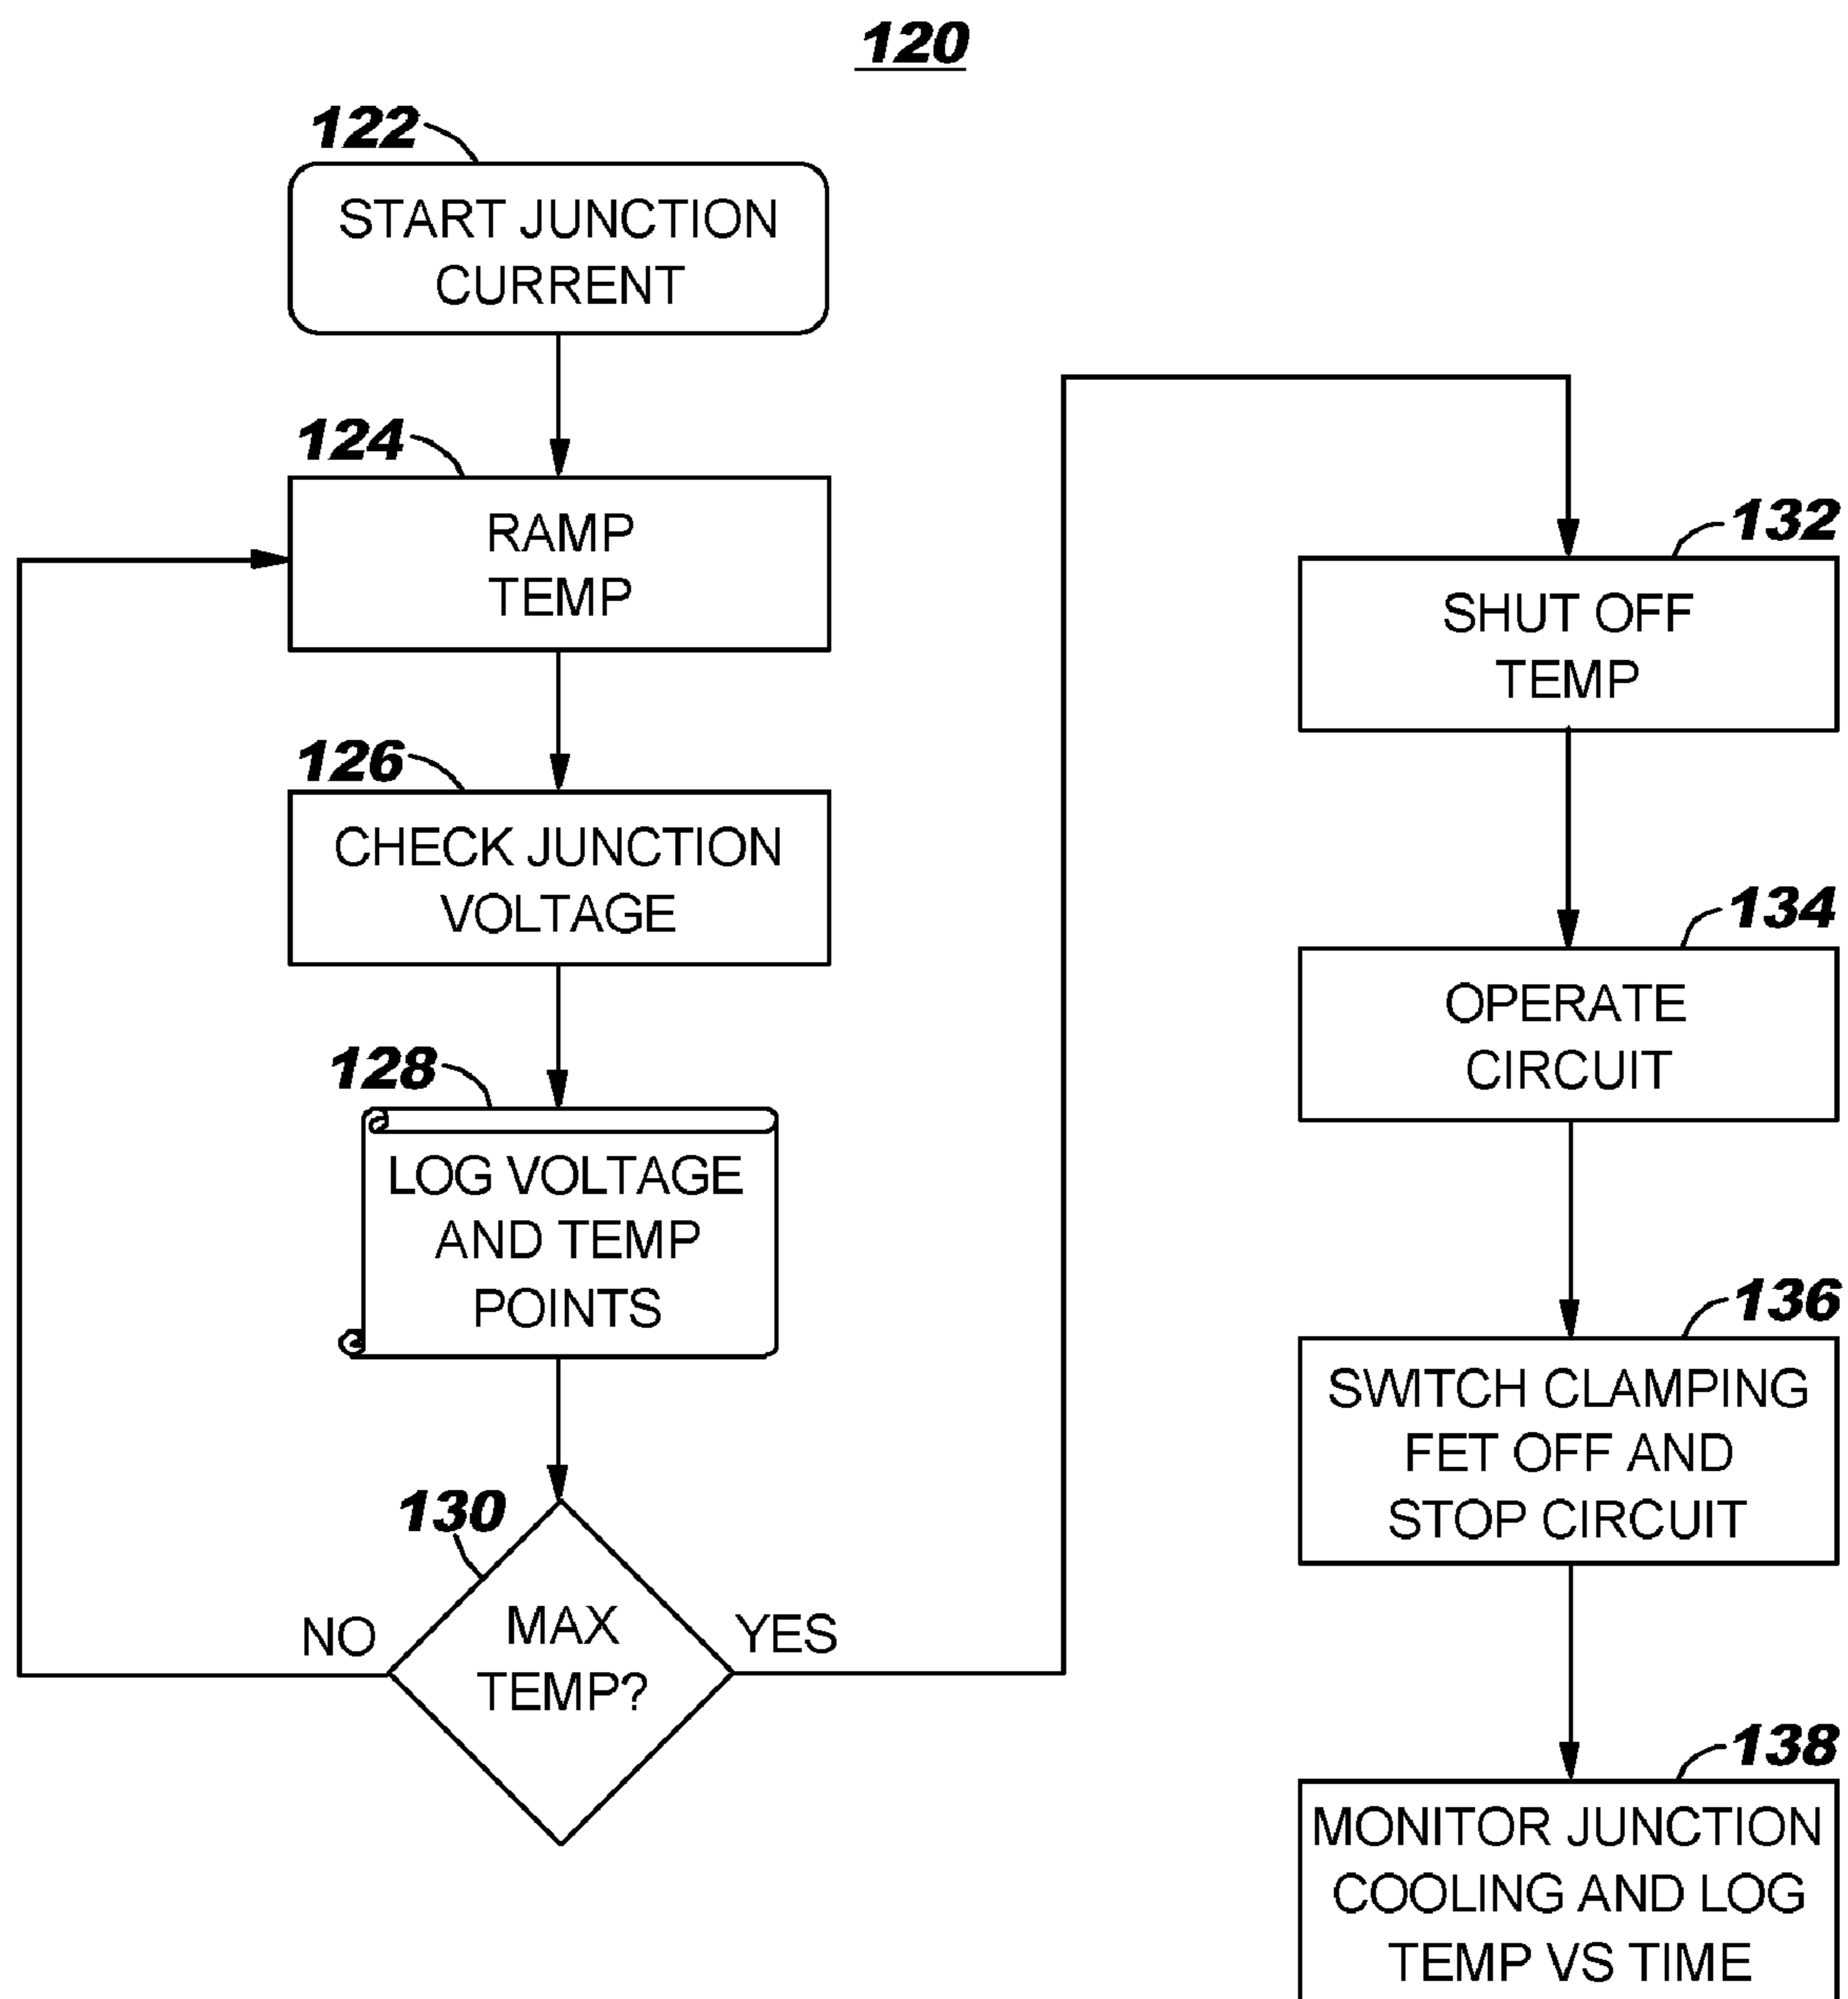 120
122
START JUNCTION
CURRENT
124
RAMP
TEMP
126
CHECK JUNCTION
VOLTAGE
128
LOG VOLTAGE
AND TEMP
POINTS
130
MAX
TEMP?
NO
YES
132
SHUT OFF
TEMP
134
OPERATE
CIRCUIT
136
SWITCH CLAMPING
FET OFF AND
STOP CIRCUIT
138
MONITOR JUNCTION
COOLING AND LOG
TEMP VS TIME